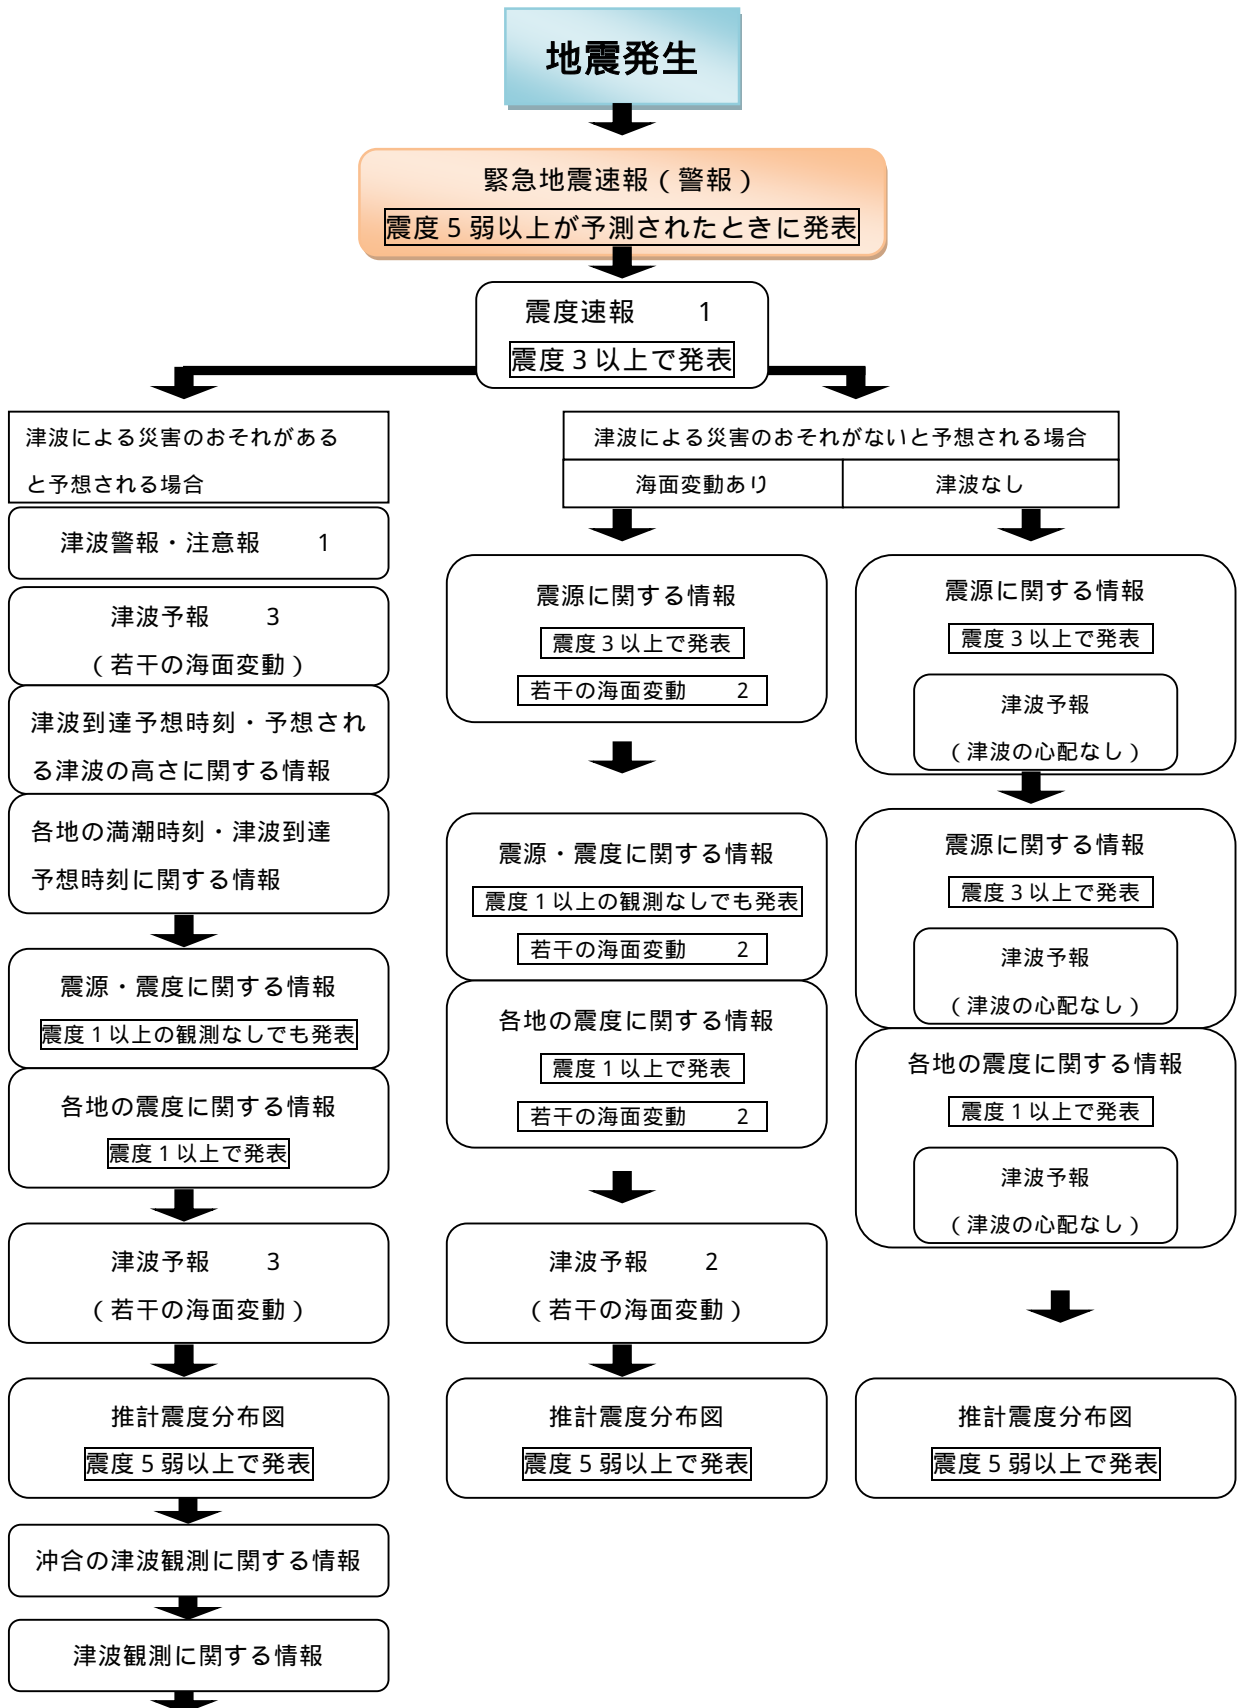 地震発生
緊急地震速報（警報）
震度５弱以上が予測されたときに発表
震度速報　　1
震度３以上で発表
津波による災害のおそれがある
と予想される場合
津波警報・注意報　　1
津波予報　　3
（若干の海面変動）
津波到達予想時刻・予想され
る津波の高さに関する情報
各地の満潮時刻・津波到達
予想時刻に関する情報
震源・震度に関する情報
震度１以上の観測なしでも発表
各地の震度に関する情報
震度１以上で発表
津波予報　　3
（若干の海面変動）
推計震度分布図
震度５弱以上で発表
沖合の津波観測に関する情報
津波観測に関する情報
津波による災害のおそれがないと予想される場合
海面変動あり
津波なし
震源に関する情報
震度３以上で発表
若干の海面変動　　2
震源・震度に関する情報
震度１以上の観測なしでも発表
若干の海面変動　　2
各地の震度に関する情報
震度１以上で発表
若干の海面変動　　2
津波予報　　2
（若干の海面変動）
推計震度分布図
震度５弱以上で発表
震源に関する情報
震度３以上で発表
津波予報
（津波の心配なし）
震源に関する情報
震度３以上で発表
津波予報
（津波の心配なし）
各地の震度に関する情報
震度１以上で発表
津波予報
（津波の心配なし）
推計震度分布図
震度５弱以上で発表